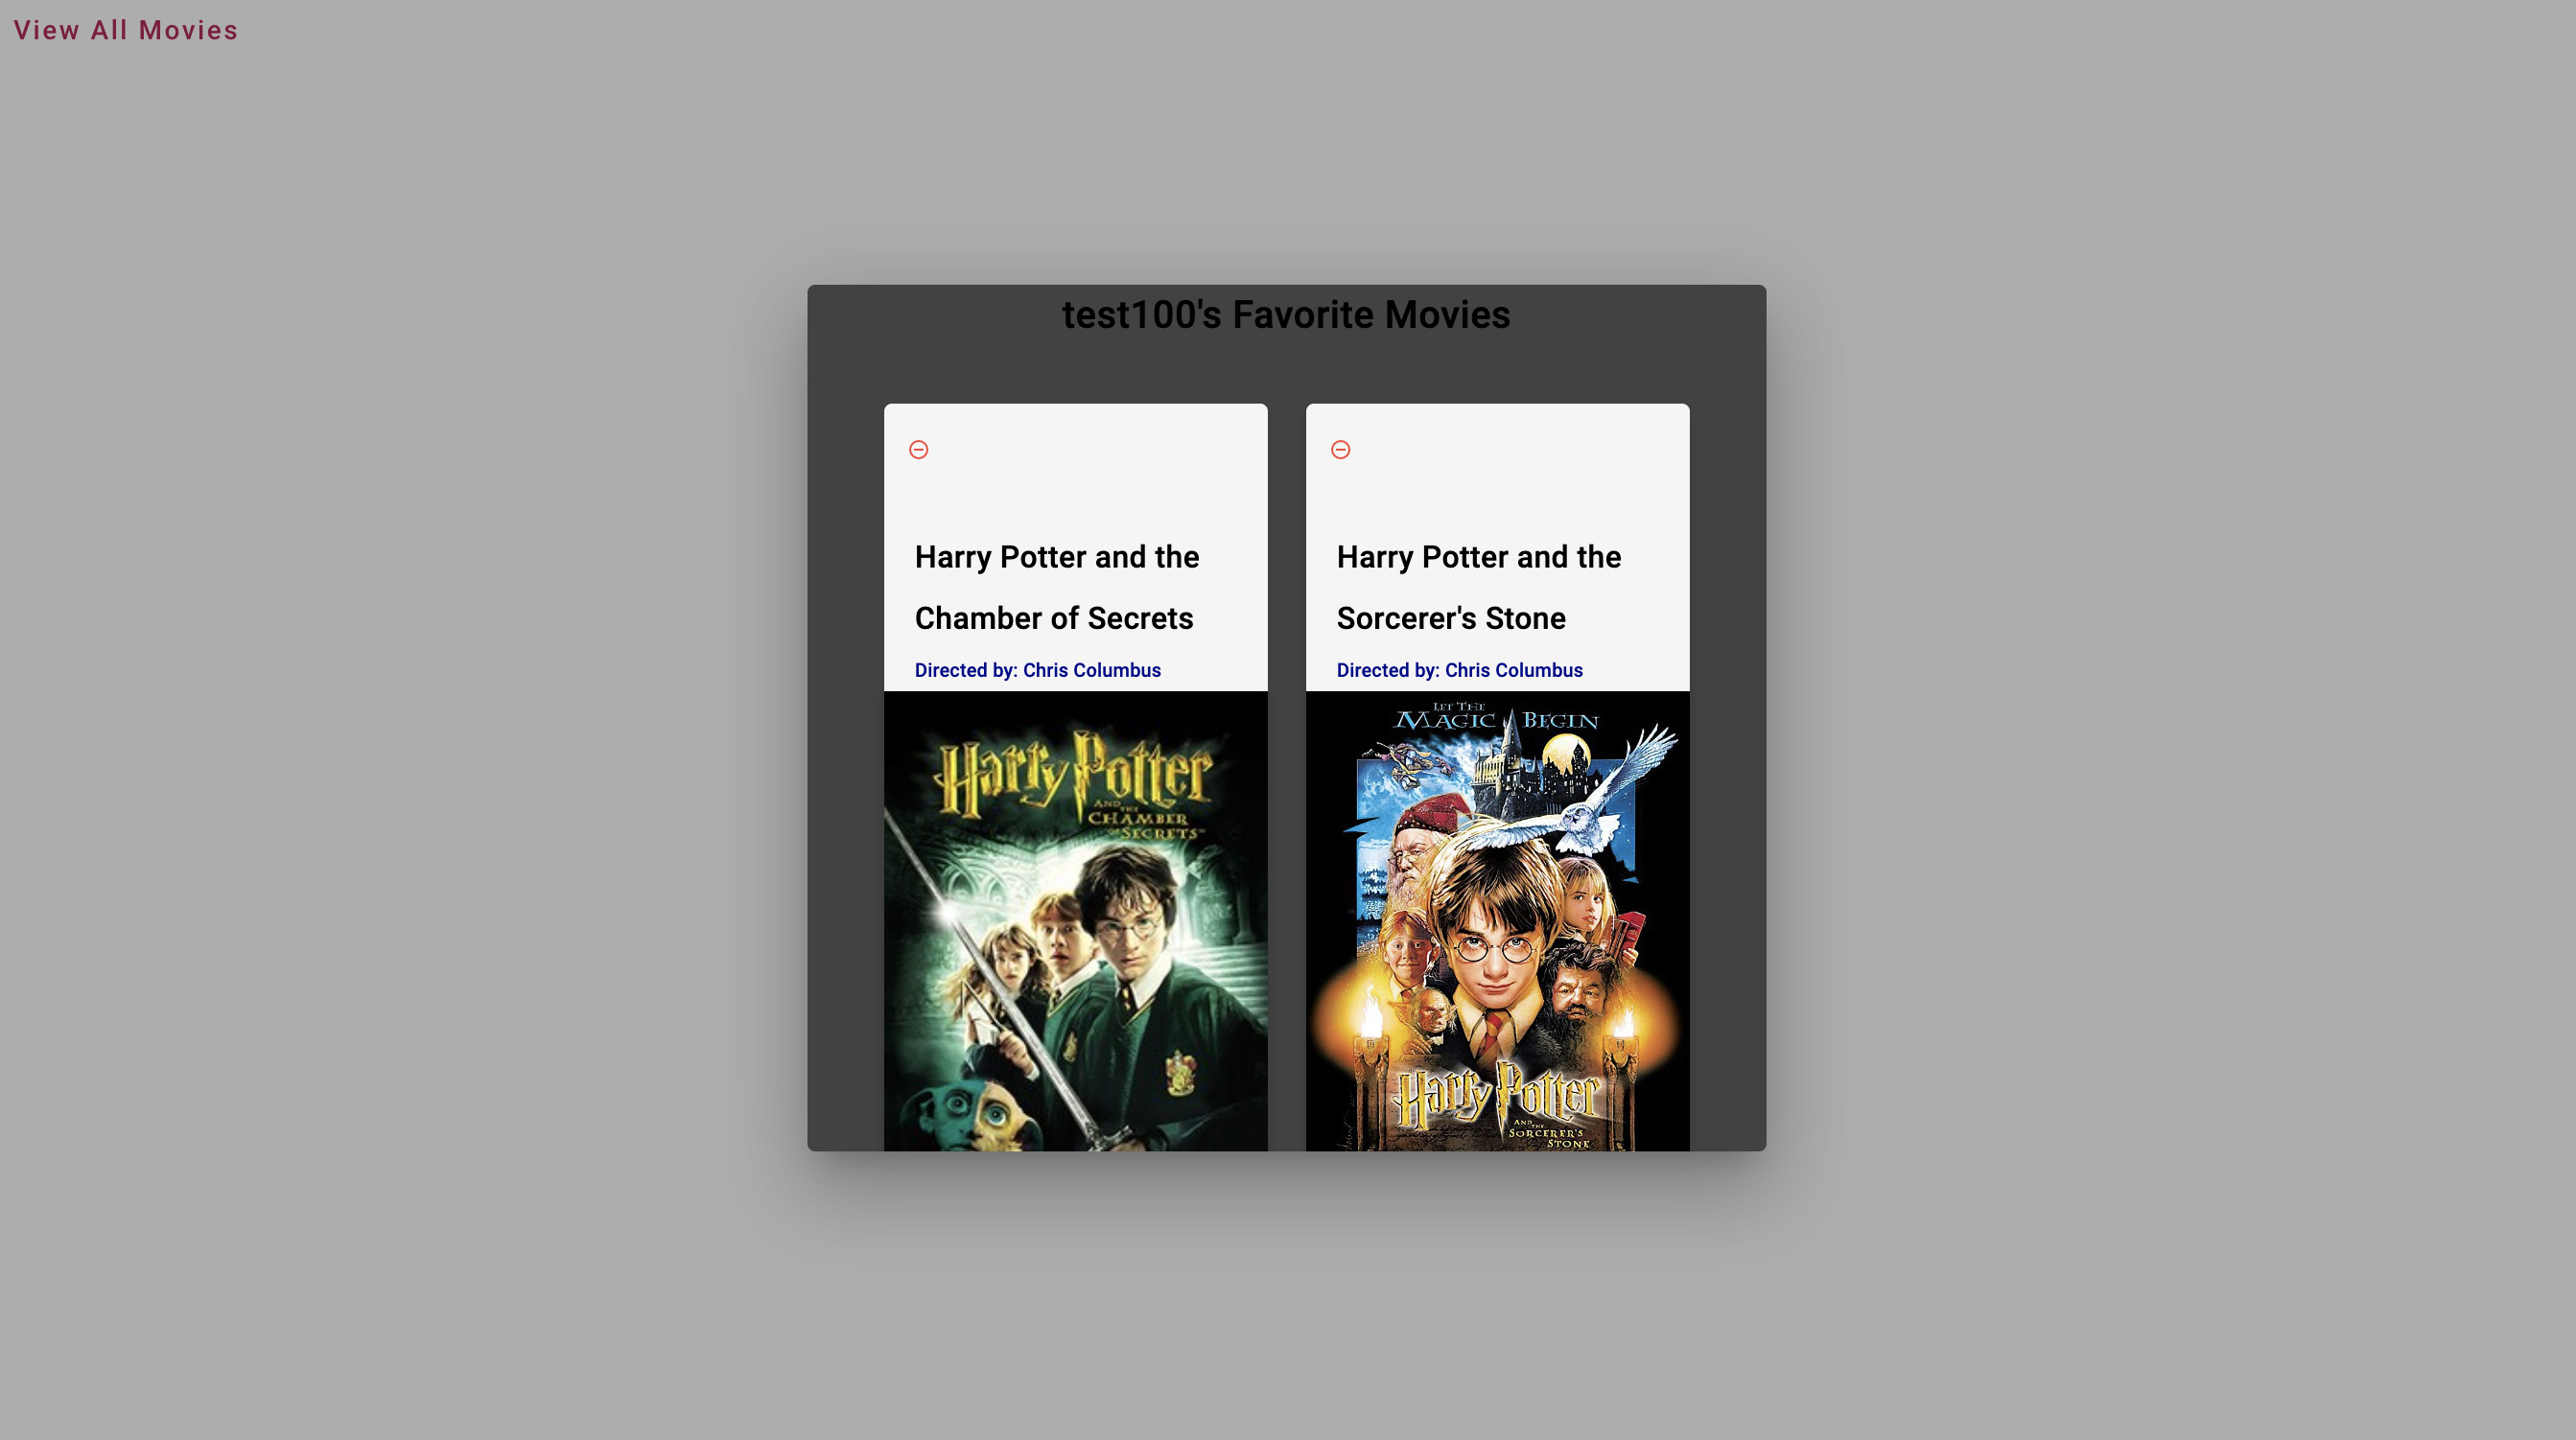 View All Movies
test100's Favorite Movies
Harry Potter and the
Chamber of Secrets
Directed by: Chris Columbus
Harry Potter and the
Sorcerer's Stone
Directed by: Chris Columbus
Harry Potter
AND THE
CHAMBER
OF SECRETS™
LET THE
MAGIC BEGIN
Harry Potter
AND THE
SORCERER'S
STONE